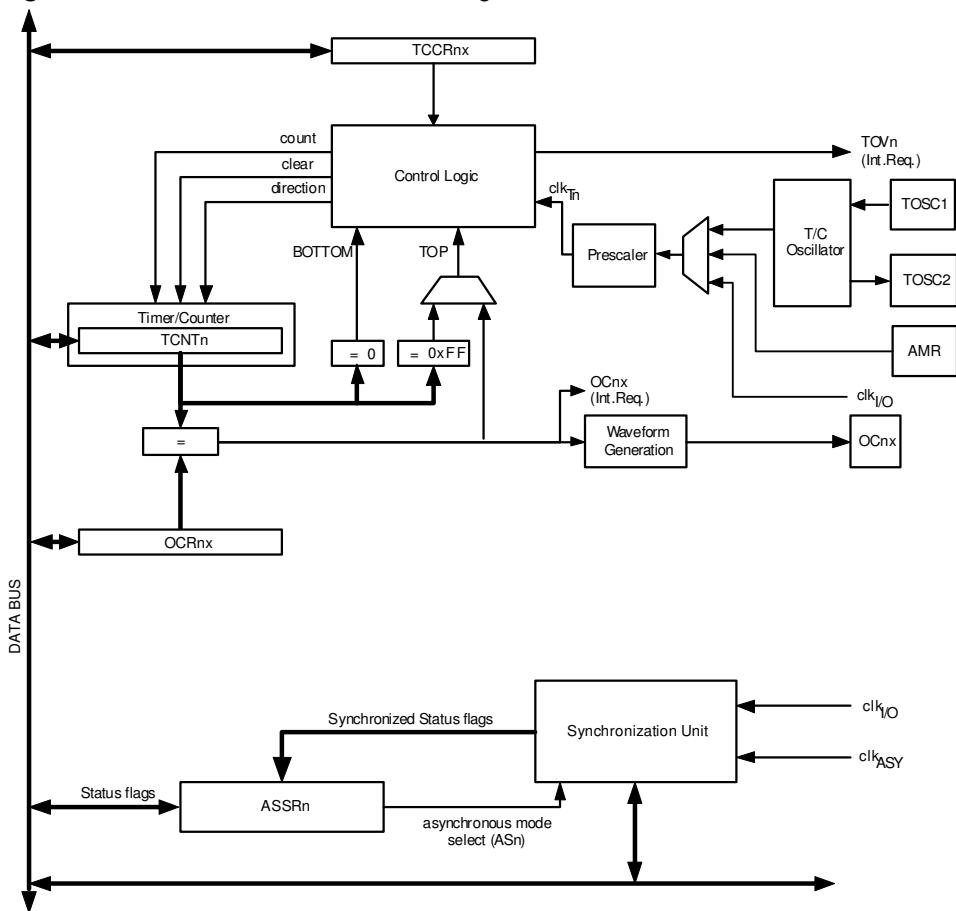 TCCRnx
count
clear
direction
Control Logic
TOVn
(Int.Req.)
clkTn
TOSC1
T/C
Oscillator
Prescaler
TOSC2
BOTTOM
TOP
Timer/Counter
TCNTn
= 0
= 0xFF
AMR
OCnx
(Int.Req.)
clkI/O
=
Waveform
Generation
OCnx
OCRnx
DATA BUS
Synchronized Status flags
Synchronization Unit
clkI/O
clkASY
Status flags
ASSRn
asynchronous mode
select (ASn)